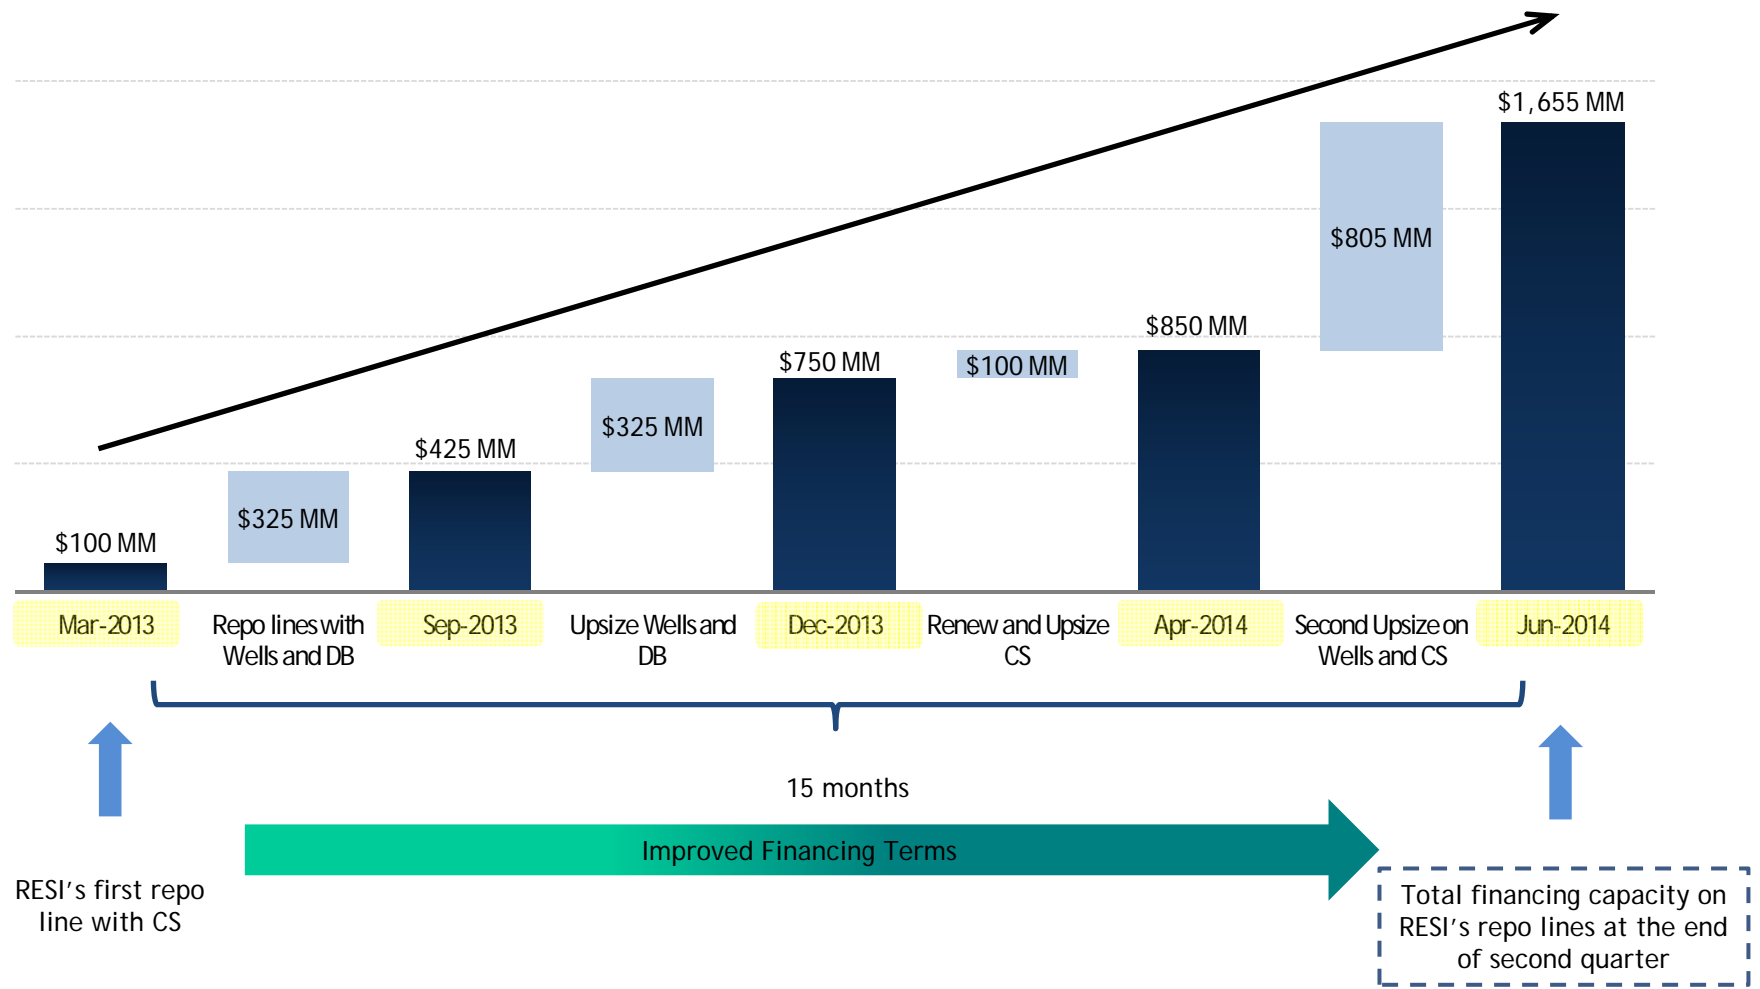 $1,655 MM
$805 MM
$850 MM
$750 MM
$100 MM
$325 MM
$425 MM
$325 MM
$100 MM
Mar-2013
Repo lines with
Wells and DB
Sep-2013
Upsize Wells and
DB
Dec-2013
Renew and Upsize
CS
Apr-2014
Second Upsize on
Wells and CS
Jun-2014
15 months
Improved Financing Terms
RESI's first repo
line with CS
Total financing capacity on
RESI's repo lines at the end
of second quarter